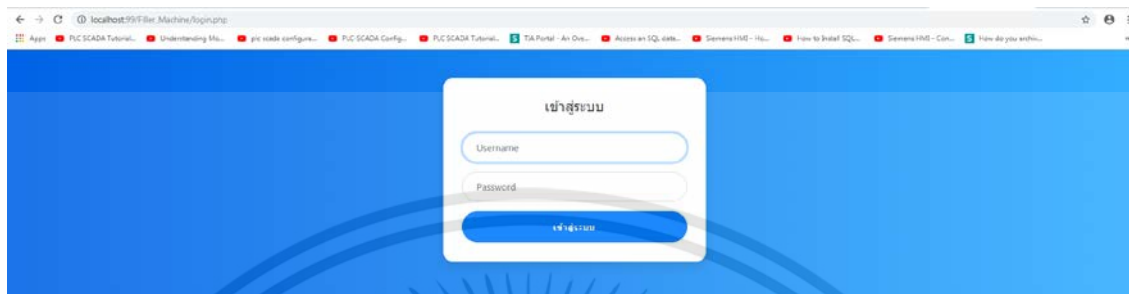 localhost:99/Filler_Machine/login.php
Apps PLC SCADA Tutorial... Understanding Mo... plc scada configure... PLC SCADA Config... PLC SCADA Tutorial... TIA Portal - An Ove... Access an SQL data... Siemens HMI - Ho... How to Install SQL... Siemens HMI - Con... How do you archiv...
เข้าสู่ระบบ
Username
Password
เข้าสู่ระบบ